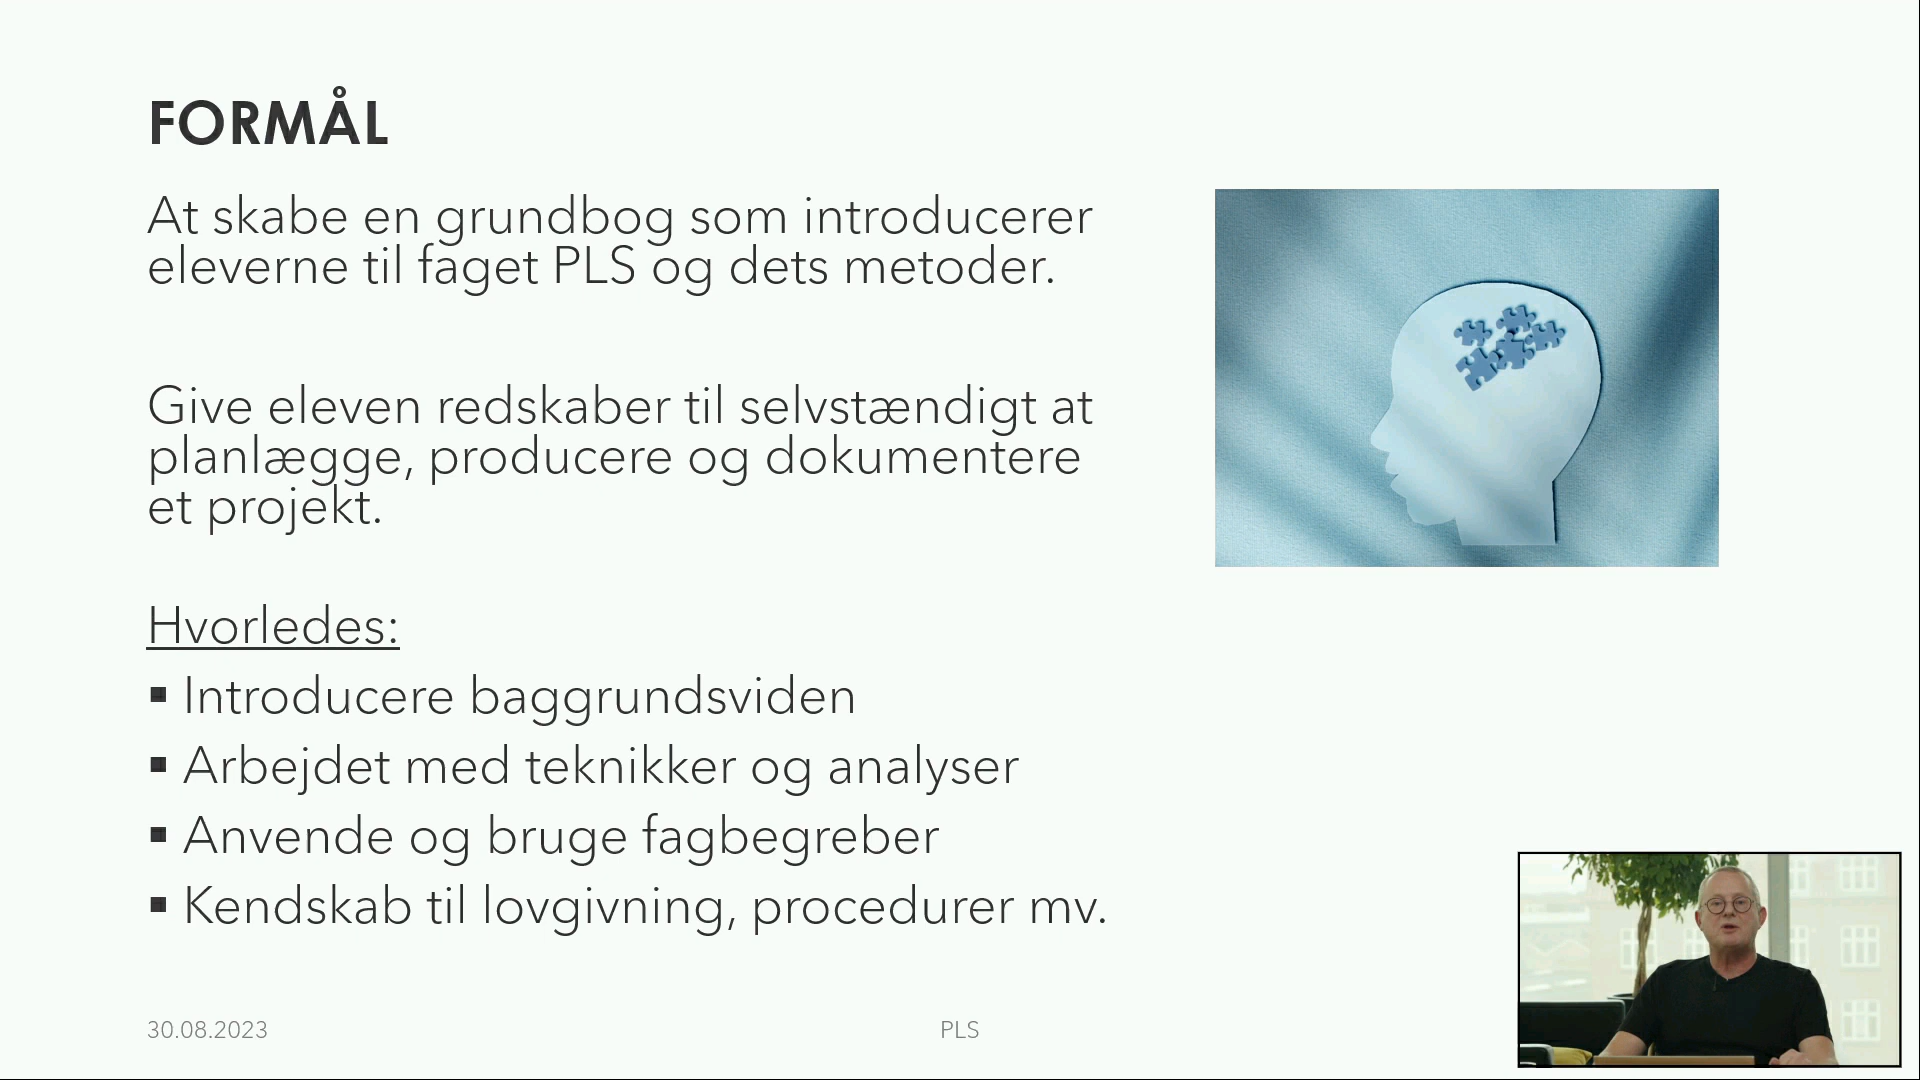 FORMÅL
At skabe en grundbog som introducerer
eleverne til faget PLS og dets metoder.
Give eleven redskaber til selvstændigt at
planlægge, producere og dokumentere
et projekt.
Hvorledes:
▪ Introducere baggrundsviden
▪ Arbejdet med teknikker og analyser
▪ Anvende og bruge fagbegreber
▪ Kendskab til lovgivning, procedurer mv.
30.08.2023
PLS